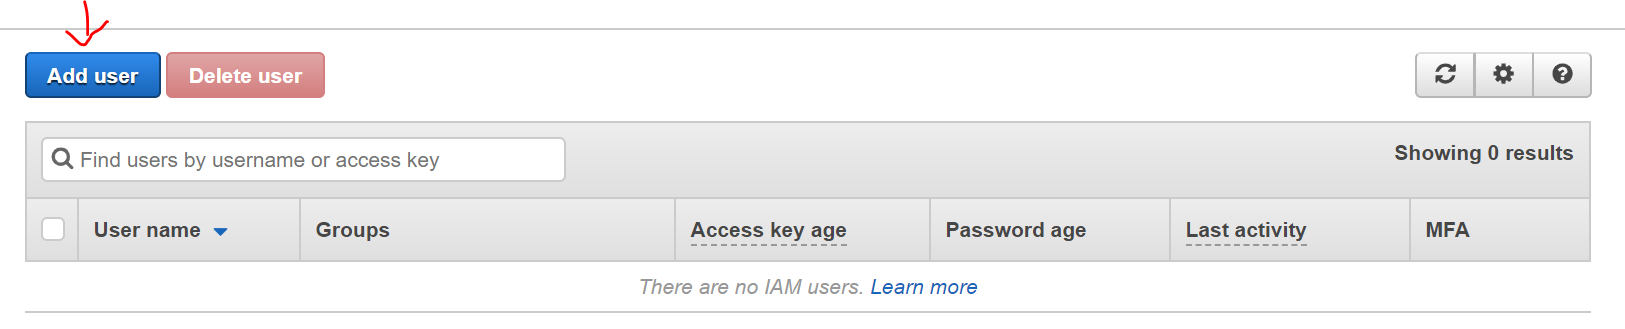 Add user Delete user
Find users by username or access key Showing 0 results
User name Groups Access key age Password age Last activity MFA
There are no IAM users. Learn more